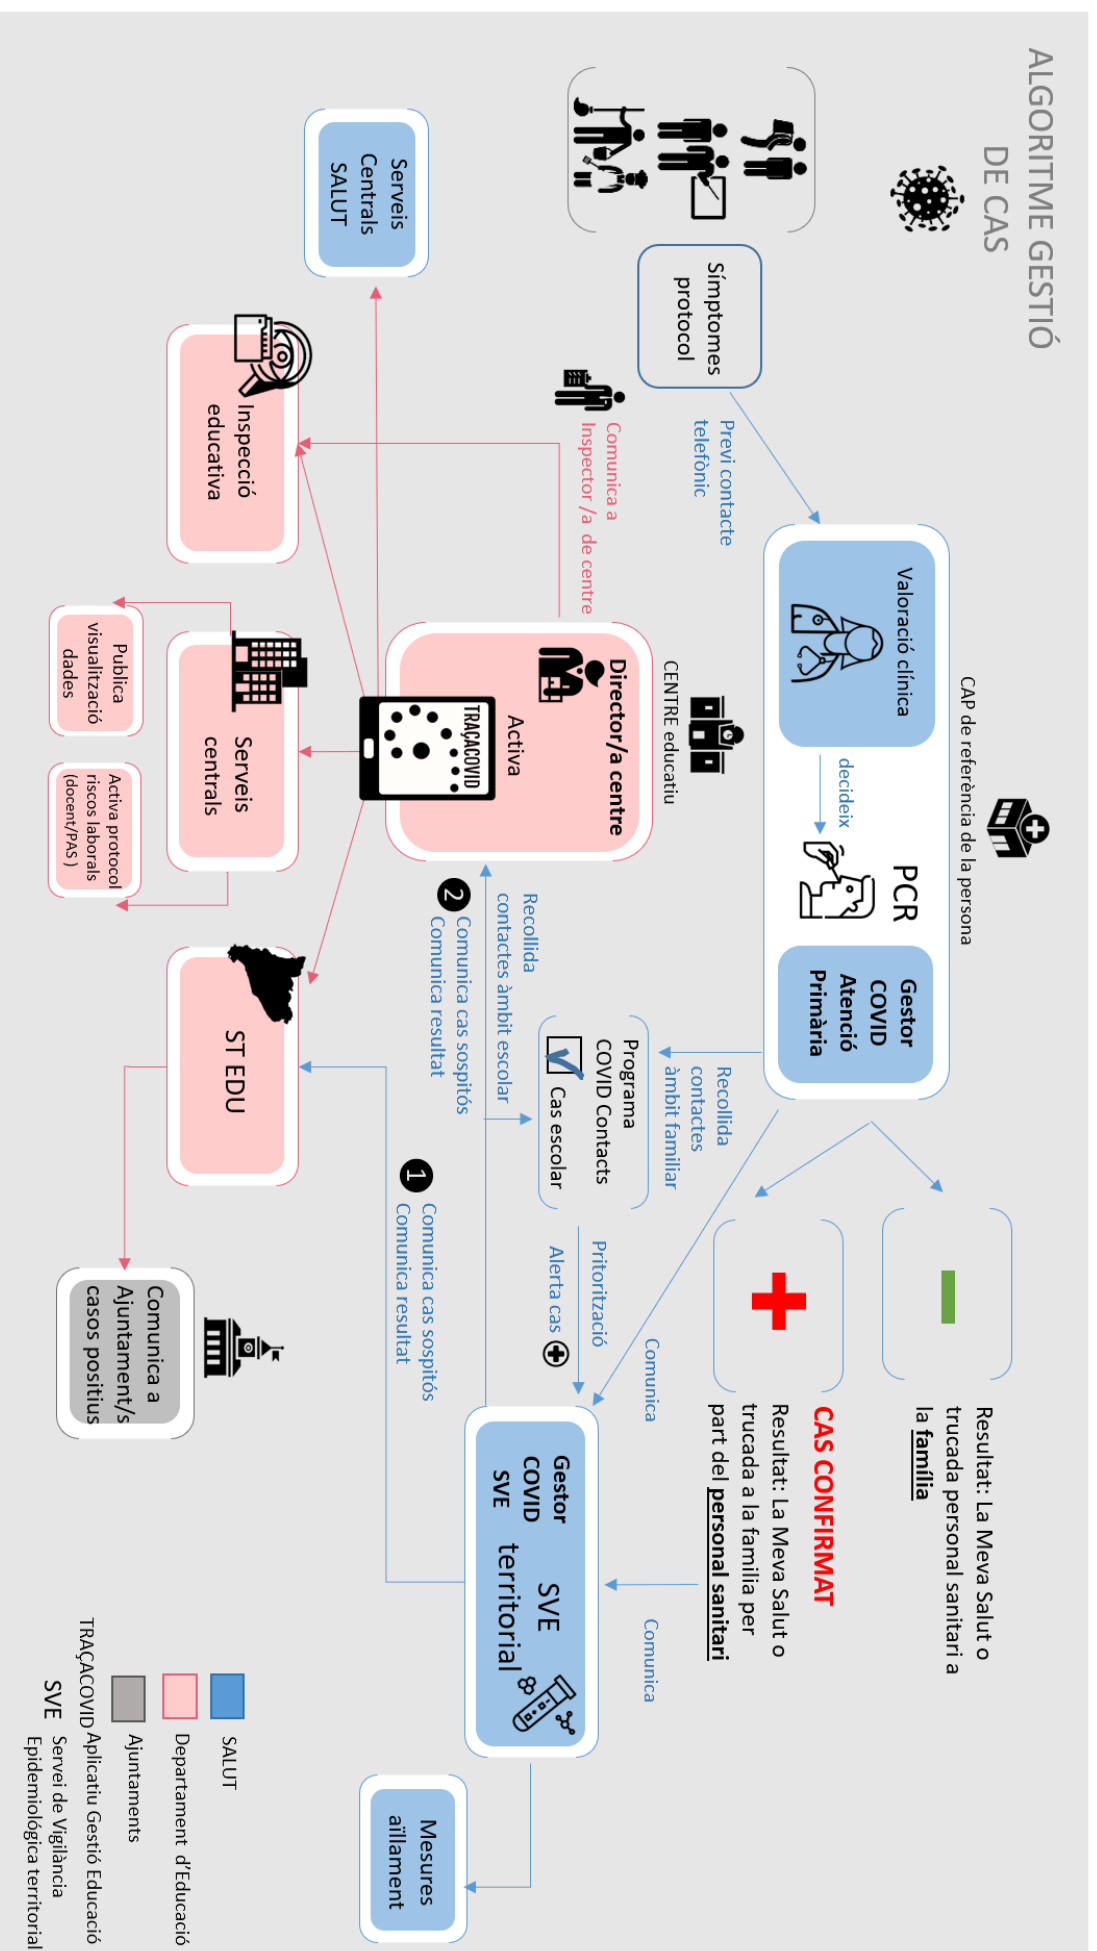 ALGORITME GESTIÓ
DE CAS
Símptomes
protocol
Previ contacte
telefònic
CAP de referència de la persona
Valoració clínica
decideix
PCR
Gestor
COVID
Atenció
Primària
Resultat: La Meva Salut o
trucada personal sanitari a
la família
CAS CONFIRMAT
Resultat: La Meva Salut o
trucada a la familia per
part del personal sanitari
Recollida
contactes
àmbit familiar
Programa
COVID Contacts
Cas escolar
Comunica
Comunica
Pritorització
Alerta cas
CENTRE educatiu
Director/a centre
Activa
TRAÇACOVID
Comunica a
Inspector /a de centre
Recollida
contactes àmbit escolar
2 Comunica cas sospitós
Comunica resultat
1 Comunica cas sospitós
Comunica resultat
Gestor
COVID
SVE
SVE
territorial
Mesures
aïllament
Serveis
Centrals
SALUT
Inspecció
educativa
Serveis
centrals
ST EDU
Publica
visualització
dades
Activa protocol
riscos laborals
(docent/PAS )
Comunica a
Ajuntament/s
casos positius
SALUT
Departament d'Educació
Ajuntaments
TRAÇACOVID Aplicatiu Gestió Educació
SVE Servei de Vigilància
Epidemiológica territorial